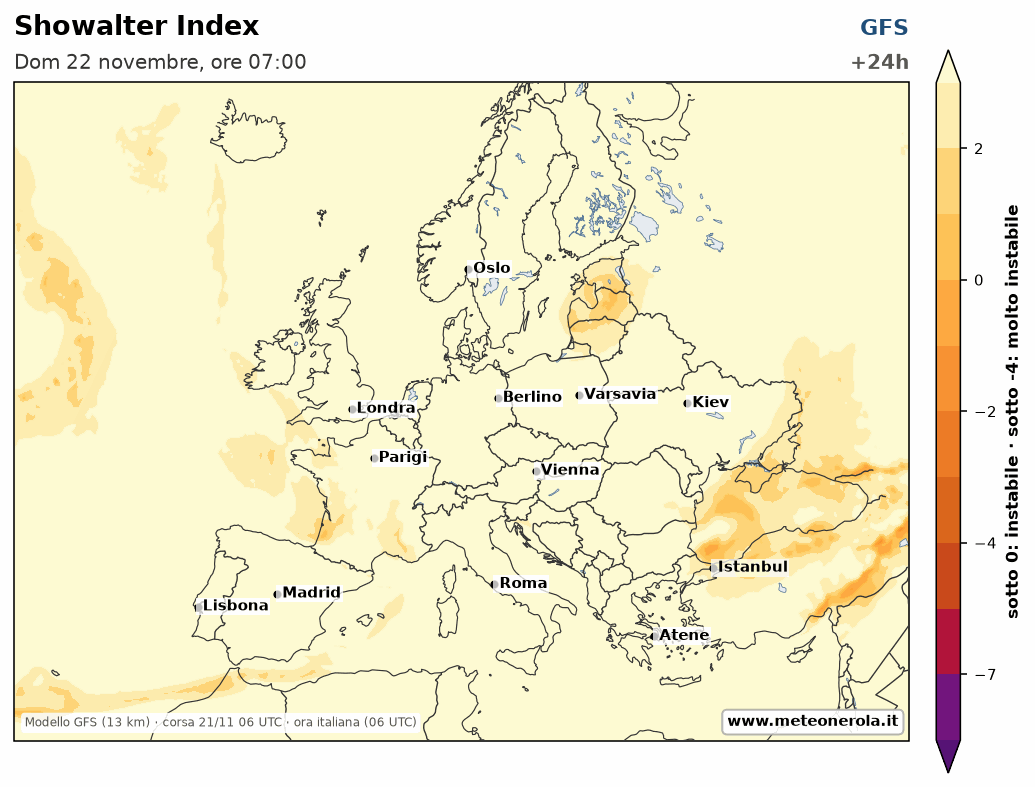 Showalter Index
GFS
Dom 22 novembre, ore 07:00
+24h
Oslo
Londra
Berlino
Varsavia
Kiev
Parigi
Vienna
Istanbul
Roma
Madrid
Lisbona
Atene
Modello GFS (13 km) · corsa 21/11 06 UTC · ora italiana (06 UTC)
www.meteonerola.it
2
0
−2
−4
−7
sotto 0: instabile · sotto -4: molto instabile